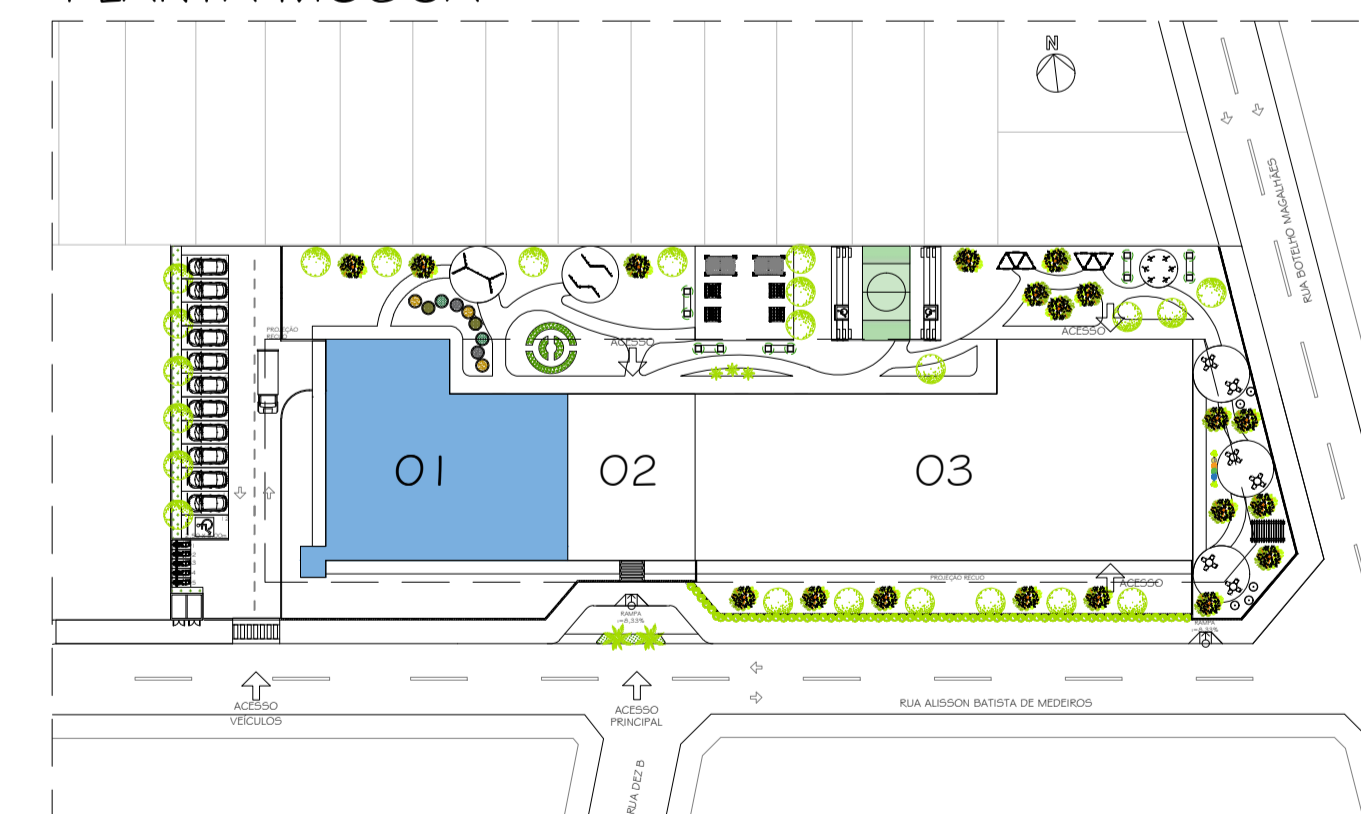 N
RUA BOTELHO MAGALHÃES
PROJEÇÃO
ACESSO
ACESSO
01
02
03
PROJEÇÃO RECUO
ACESSO
RAMPA
i=8,33%
RAMPA
i=8,33%
ACESSO
VEÍCULOS
ACESSO
PRINCIPAL
RUA ALISSON BATISTA DE MEDEIROS
RUA DEZ B